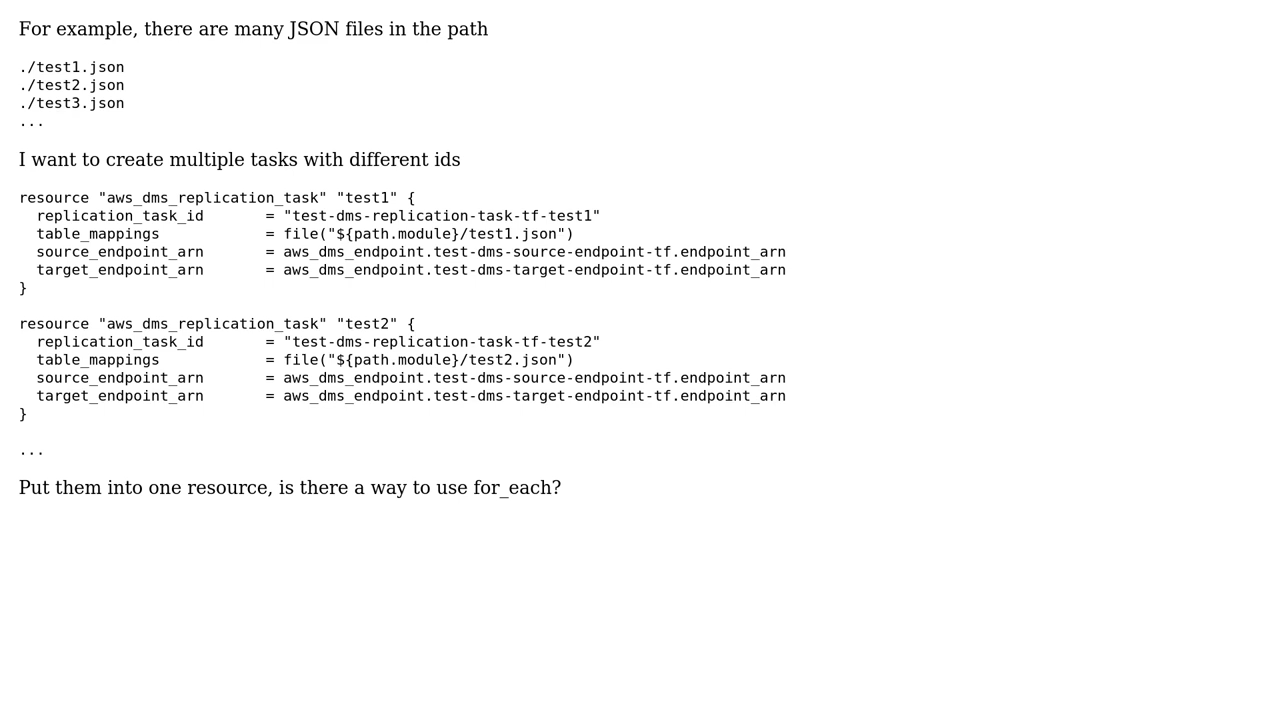 For example, there are many JSON files in the path
./test1.json
./test2.json
./test3.json
...
I want to create multiple tasks with different ids
resource "aws_dms_replication_task" "test1" {
  replication_task_id       = "test-dms-replication-task-tf-test1"
  table_mappings            = file("${path.module}/test1.json")
  source_endpoint_arn       = aws_dms_endpoint.test-dms-source-endpoint-tf.endpoint_arn
  target_endpoint_arn       = aws_dms_endpoint.test-dms-target-endpoint-tf.endpoint_arn
}
resource "aws_dms_replication_task" "test2" {
  replication_task_id       = "test-dms-replication-task-tf-test2"
  table_mappings            = file("${path.module}/test2.json")
  source_endpoint_arn       = aws_dms_endpoint.test-dms-source-endpoint-tf.endpoint_arn
  target_endpoint_arn       = aws_dms_endpoint.test-dms-target-endpoint-tf.endpoint_arn
}
...
Put them into one resource, is there a way to use for_each?